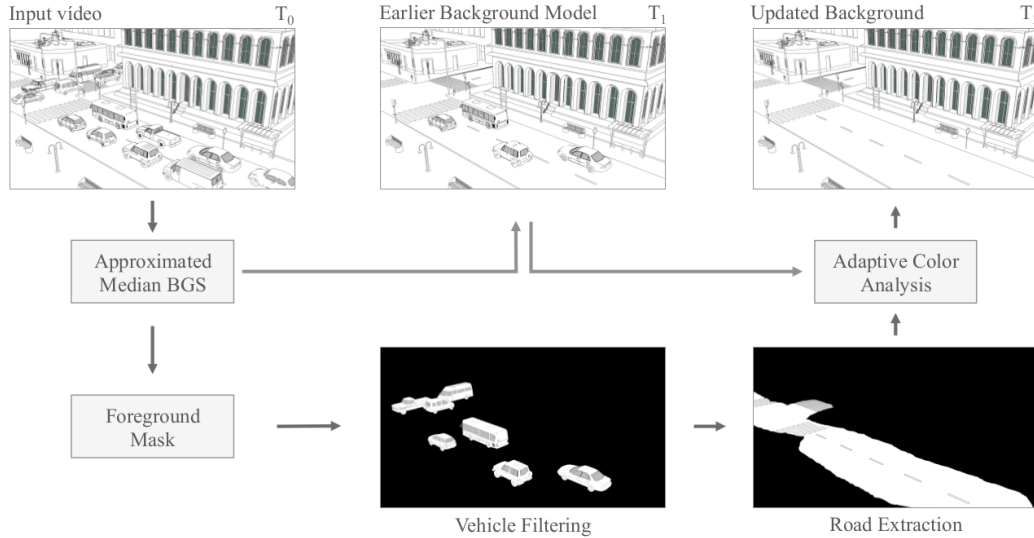 Input vídeo T₀
Earlier Background Model T₁
Updated Background T
Approximated
Median BGS
Adaptive Color
Analysis
Foreground
Mask
Vehicle Filtering
Road Extraction